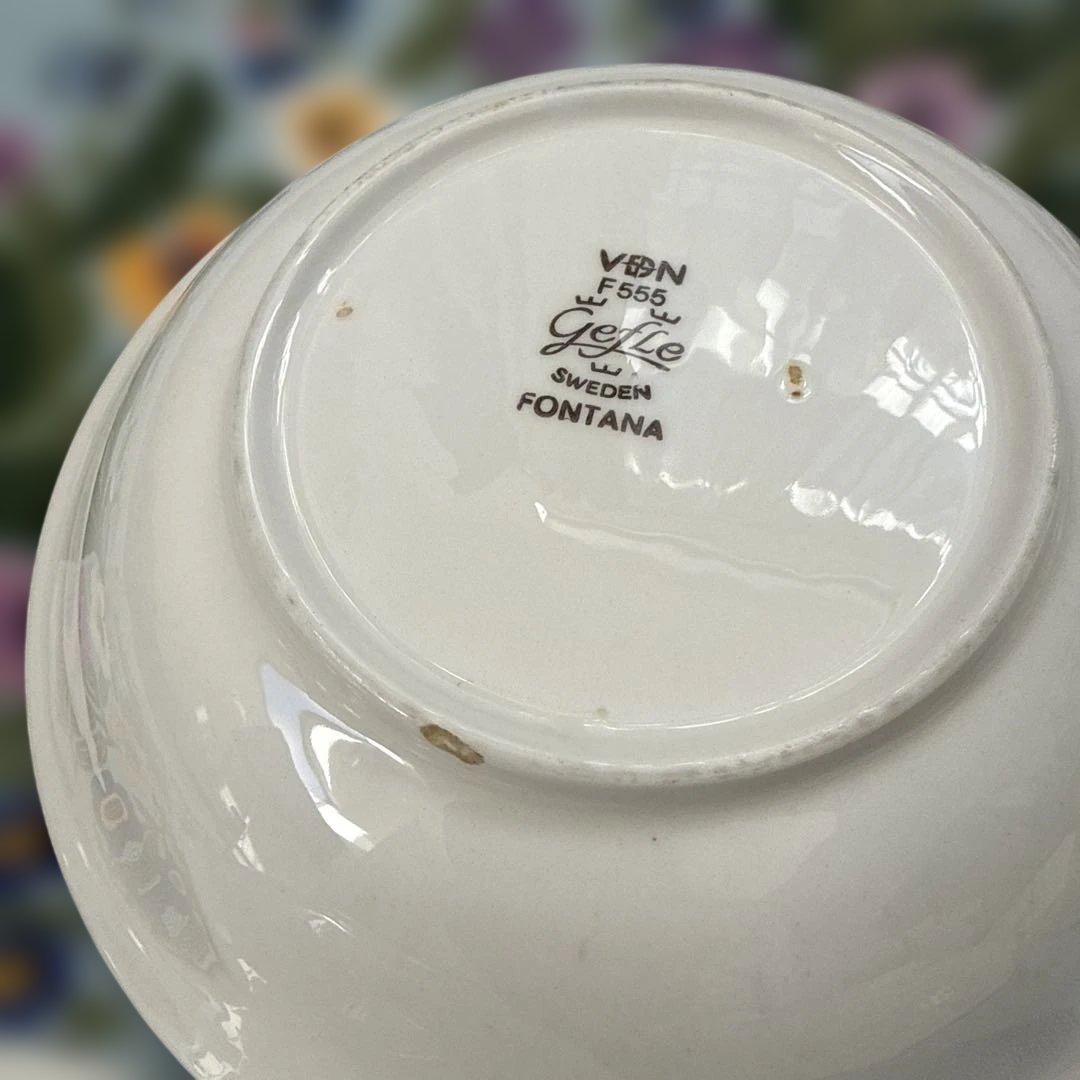 VDN
F555
Gefle
SWEDEN
FONTANA